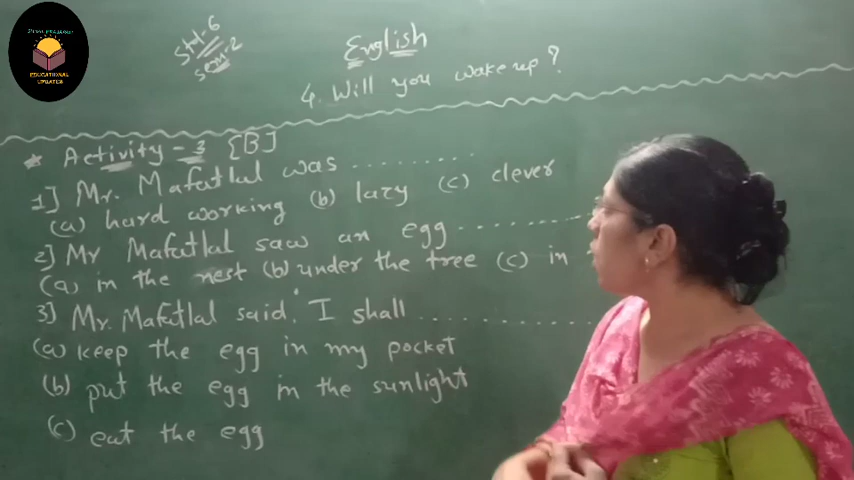 EDUCATIONAL
UPDATES
Std.-6
Sem.-2
English
4. Will you wake up?
* Activity - 3 [B]
1] Mr. Mafatlal was ..........
(a) hard working (b) lazy (c) clever
2] Mr Mafatlal saw an egg ..........
(a) in the nest (b) under the tree (c) in
3] Mr. Mafatlal said, "I shall ..........
(a) keep the egg in my pocket
(b) put the egg in the sunlight
(c) eat the egg